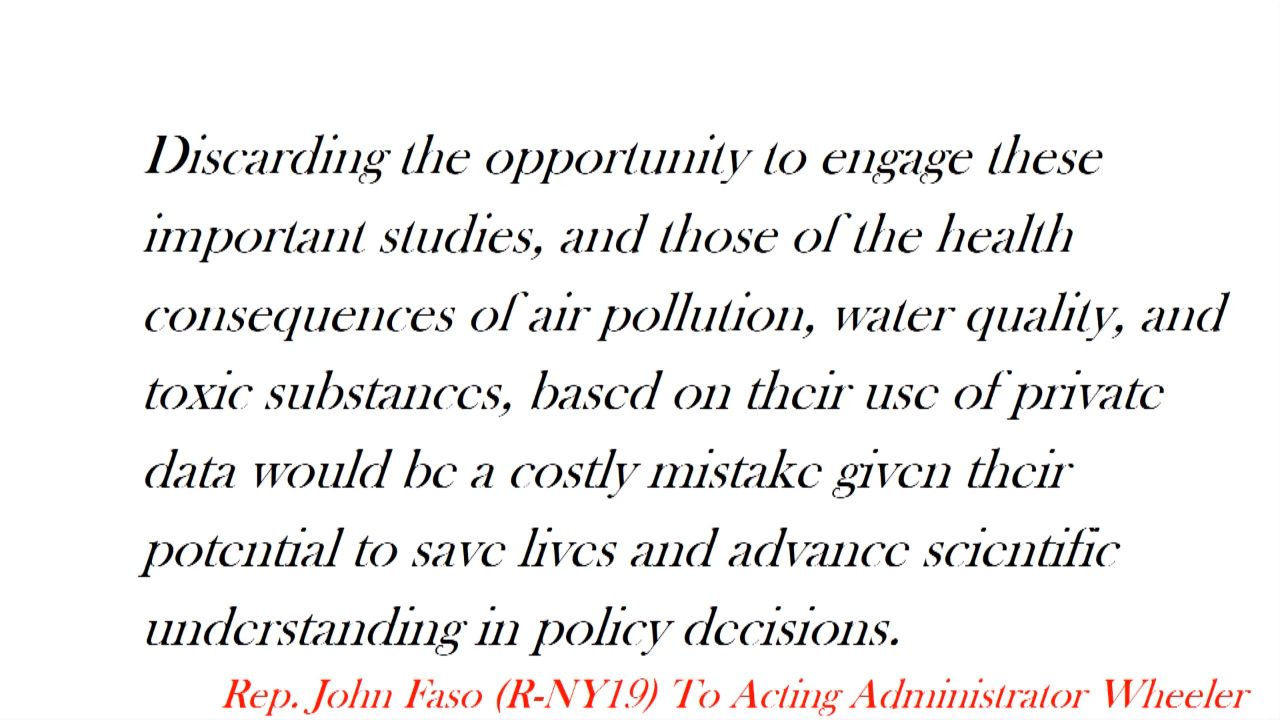 Discarding the opportunity to engage these
important studies, and those of the health
consequences of air pollution, water quality, and
toxic substances, based on their use of private
data would be a costly mistake given their
potential to save lives and advance scientific
understanding in policy decisions.
Rep. John Faso (R-NY19) To Acting Administrator Wheeler